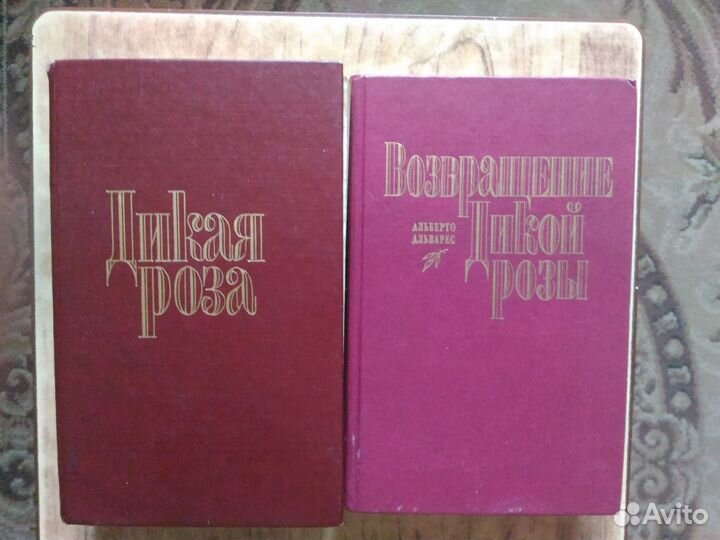 Дикая
роза
Возвращение
Альберто
Альварес
Дикой
розы
Avito